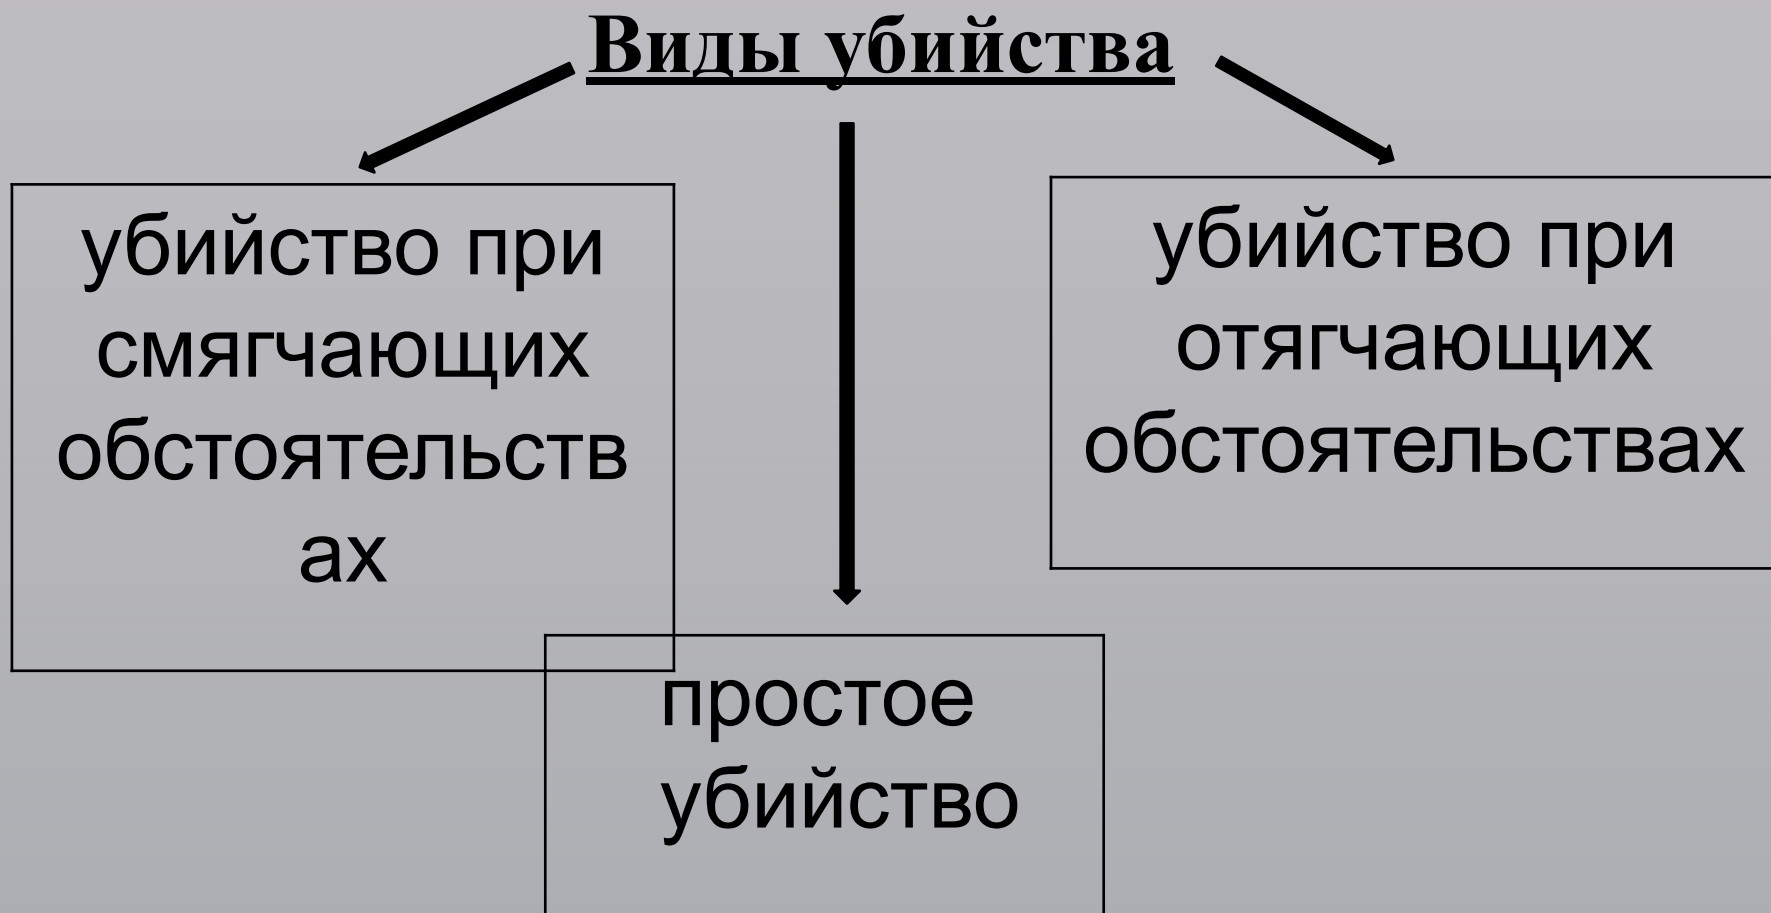 Виды убийства
убийство при
смягчающих
обстоятельств
ах
убийство при
отягчающих
обстоятельствах
простое
убийство